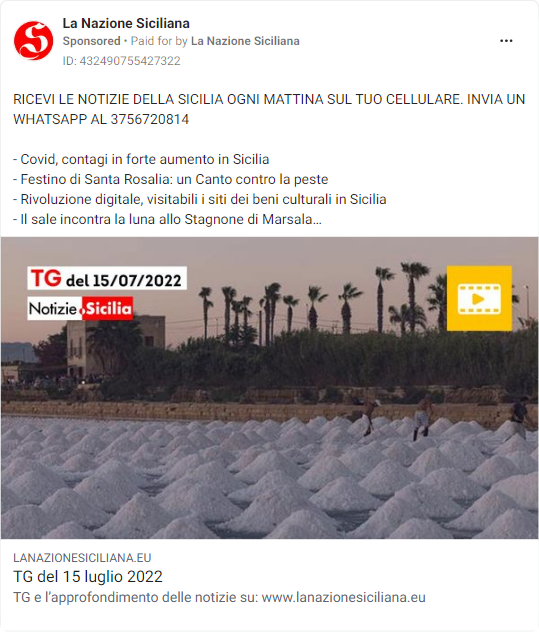 La Nazione Siciliana
Sponsored • Paid for by La Nazione Siciliana
ID: 432490755427322
RICEVI LE NOTIZIE DELLA SICILIA OGNI MATTINA SUL TUO CELLULARE. INVIA UN
WHATSAPP AL 3756720814
- Covid, contagi in forte aumento in Sicilia
- Festino di Santa Rosalia: un Canto contro la peste
- Rivoluzione digitale, visitabili i siti dei beni culturali in Sicilia
- Il sale incontra la luna allo Stagnone di Marsala…
TG del 15/07/2022
Notizie.Sicilia
LANAZIONESICILIANA.EU
TG del 15 luglio 2022
TG e l’approfondimento delle notizie su: www.lanazionesiciliana.eu